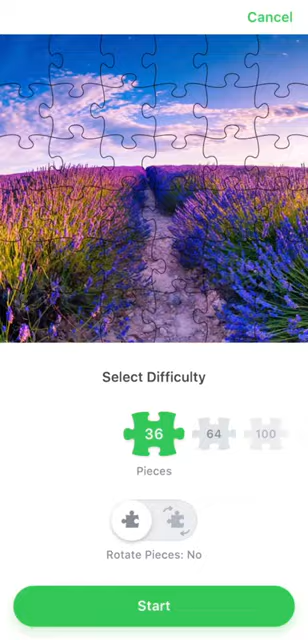 Cancel
Select Difficulty
36 64 100
Pieces
Rotate Pieces: No
Start